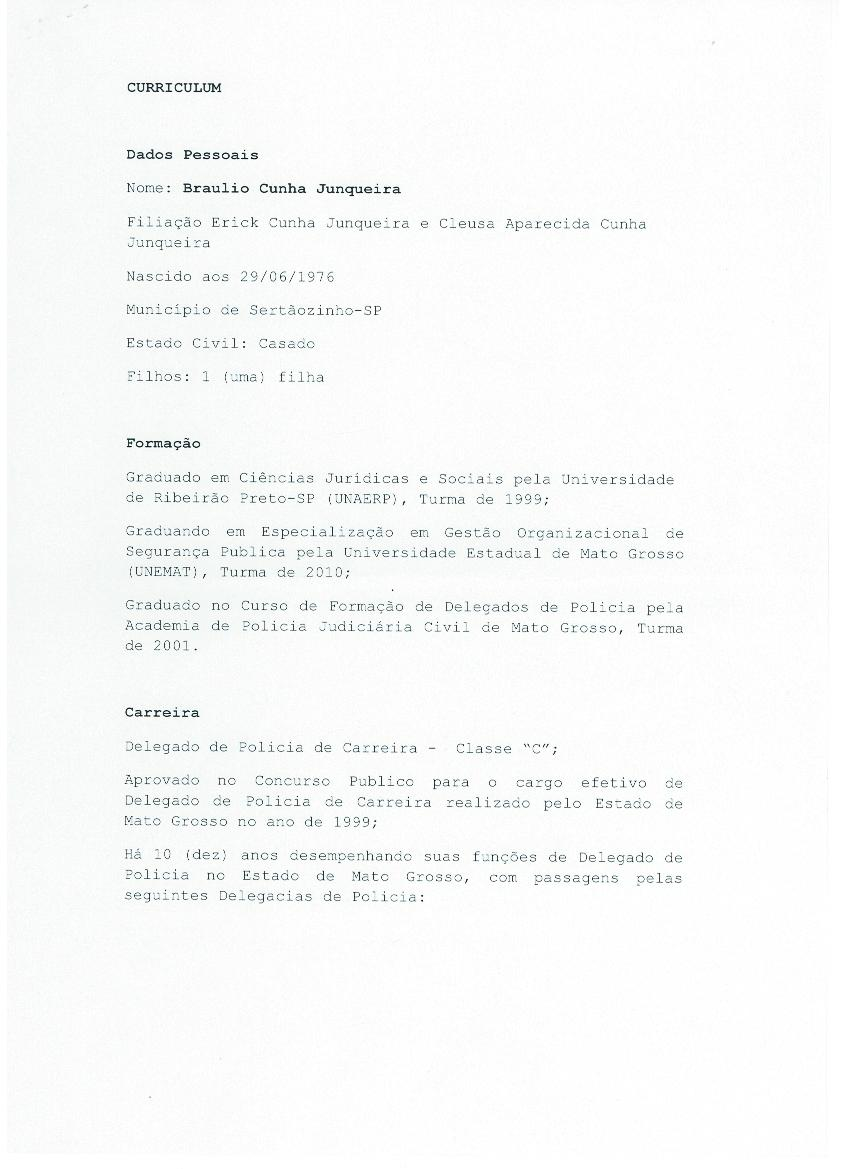 CURRICULUM
Dados Pessoais
Nome: Braulio Cunha Junqueira
Filiação Erick Cunha Junqueira e Cleusa Aparecida Cunha
Junqueira
Nascido aos 29/06/1976
Município de Sertãozinho-SP
Estado Civil: Casado
Filhos: 1 (uma) filha
Formação
Graduado em Ciências Juridicas e Sociais pela Universidade
de Ribeirão Preto-SP (UNAERP), Turma de 1999;
Graduando em Especialização em Gestão Organizacional de
Segurança Publica pela Universidade Estadual de Mato Grosso
(UNEMAT), Turma de 2010;
Graduado no Curso de Formação de Delegados de Policia pela
Academia de Policia Judiciária Civil de Mato Grosso, Turma
de 2001.
Carreira
Delegado de Policia de Carreira - Classe "C";
Aprovado no Concurso Publico para o cargo efetivo de
Delegado de Policia de Carreira realizado pelo Estado de
Mato Grosso no ano de 1999;
Há 10 (dez) anos desempenhando suas funções de Delegado de
Policia no Estado de Mato Grosso, com passagens pelas
seguintes Delegacias de Policia: